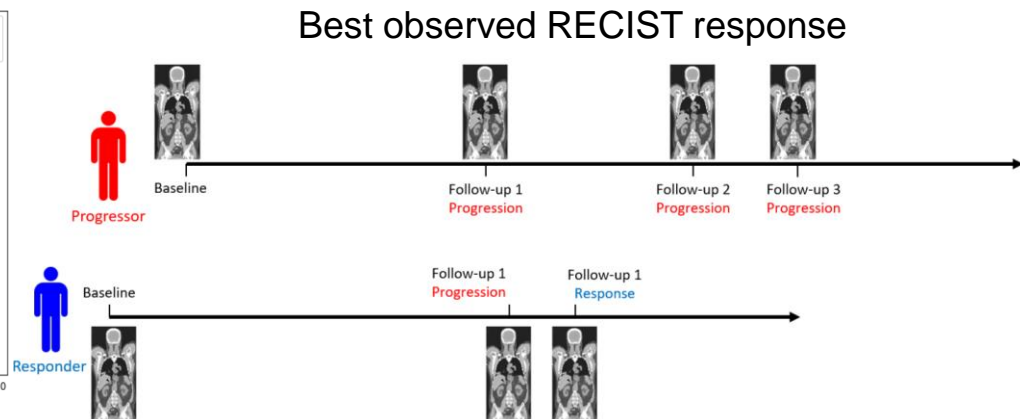 Best observed RECIST response
Baseline
Follow-up 1
Progression
Follow-up 2
Progression
Follow-up 3
Progression
Progressor
Baseline
Follow-up 1
Progression
Follow-up 1
Response
Responder
0